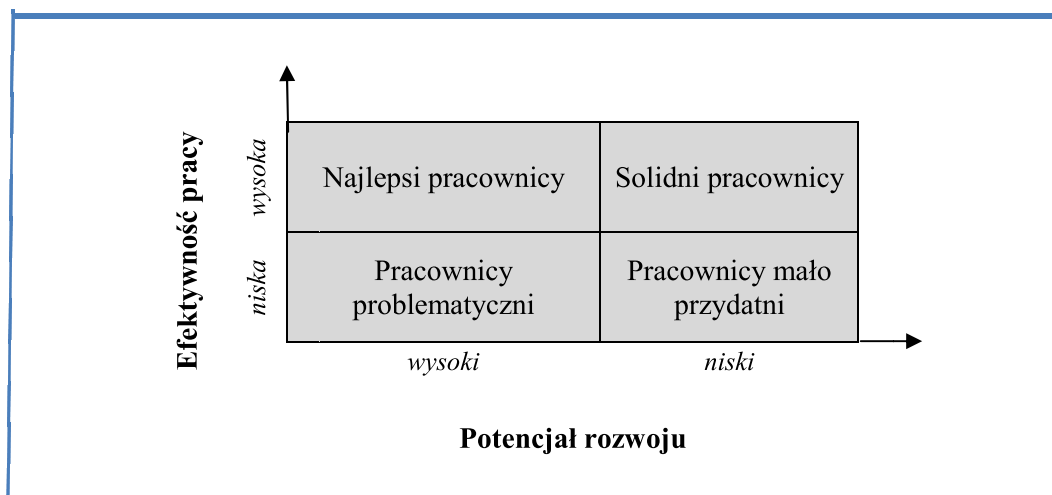 Efektywność pracy
wysoka
niska
Najlepsi pracownicy
Solidni pracownicy
Pracownicy
problematyczni
Pracownicy mało
przydatni
wysoki
niski
Potencjał rozwoju